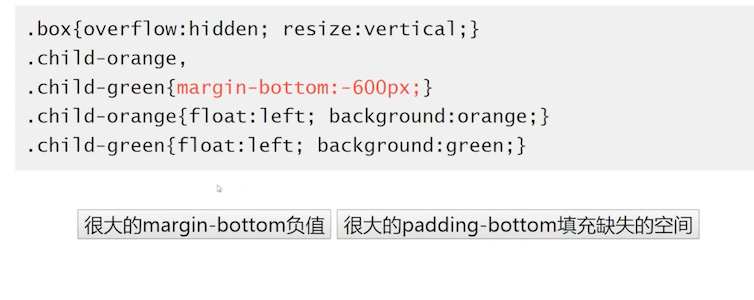 .box{overflow:hidden; resize:vertical;}
.child-orange,
.child-green{margin-bottom:-600px;}
.child-orange{float:left; background:orange;}
.child-green{float:left; background:green;}
很大的margin-bottom负值 很大的padding-bottom填充缺失的空间